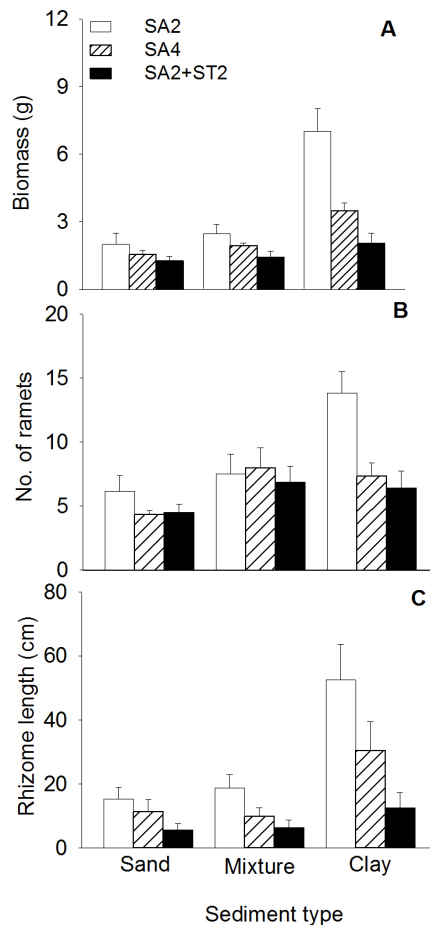 SA2
SA4
SA2+ST2
A
Biomass (g)
12
9
6
3
0
B
No. of ramets
20
15
10
5
0
C
Rhizome length (cm)
80
60
40
20
0
Sand Mixture Clay
Sediment type